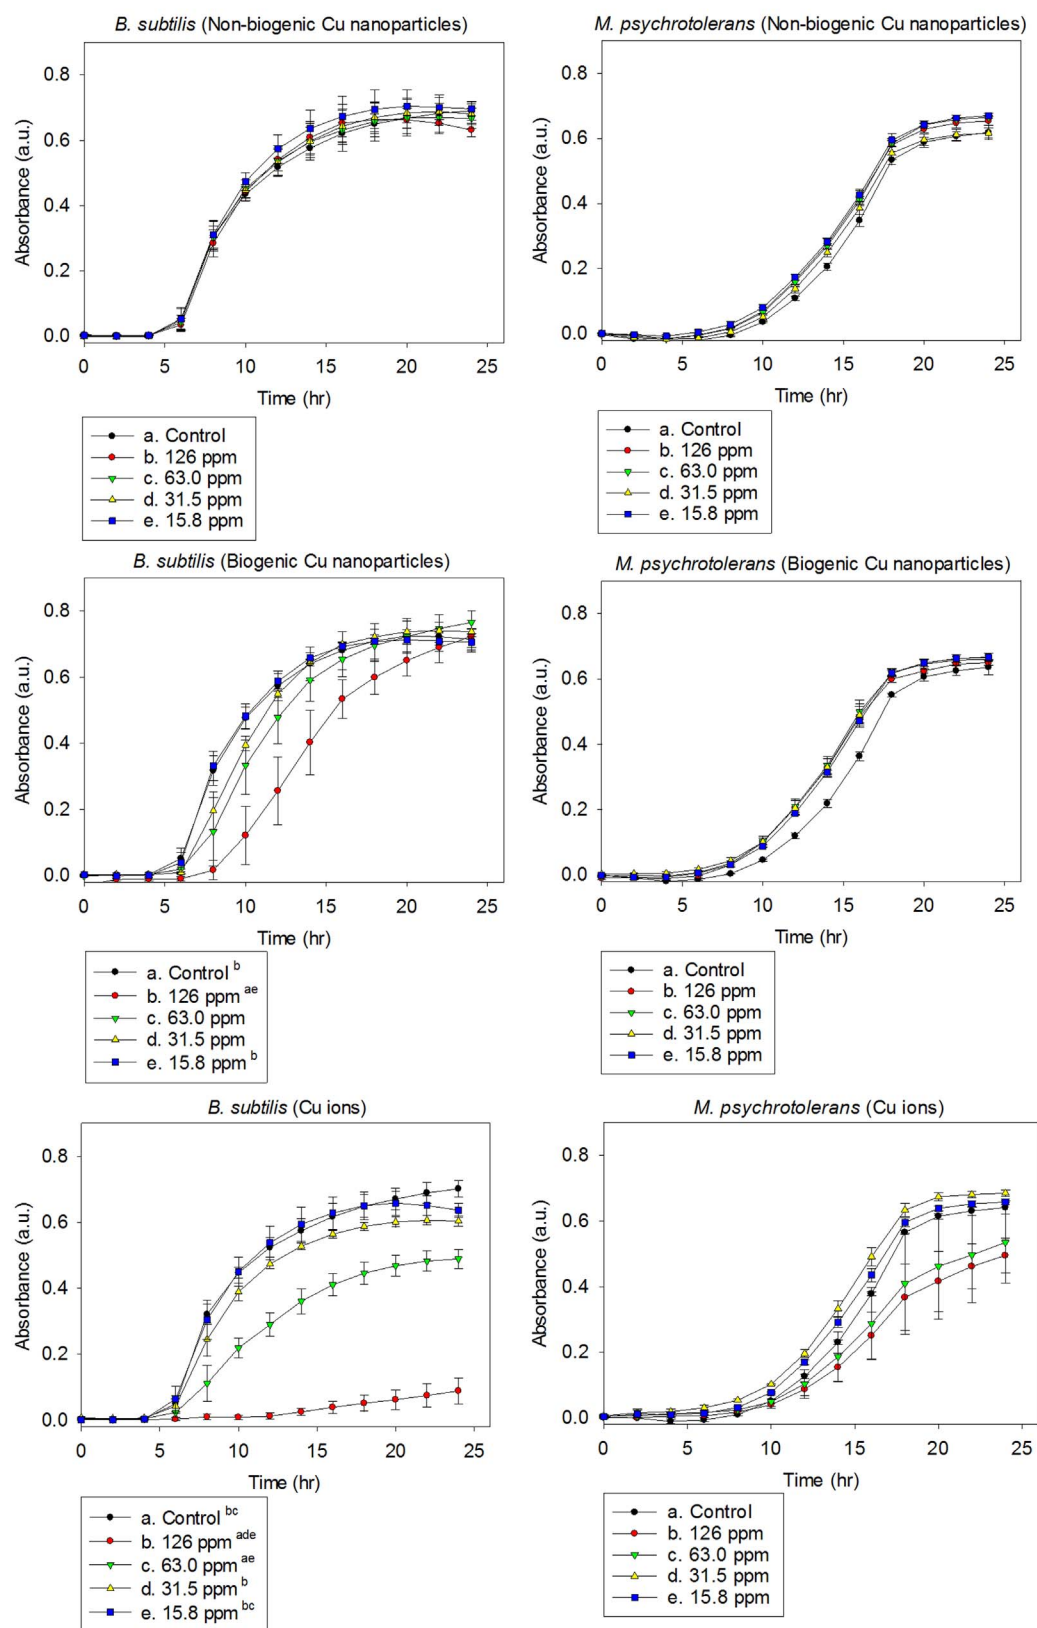 B. subtilis (Non-biogenic Cu nanoparticles)
Absorbance (a.u.)
0.8
0.6
0.4
0.2
0.0
0 5 10 15 20 25
Time (hr)
a. Control
b. 126 ppm
c. 63.0 ppm
d. 31.5 ppm
e. 15.8 ppm
M. psychrotolerans (Non-biogenic Cu nanoparticles)
Absorbance (a.u.)
0.8
0.6
0.4
0.2
0.0
0 5 10 15 20 25
Time (hr)
a. Control
b. 126 ppm
c. 63.0 ppm
d. 31.5 ppm
e. 15.8 ppm
B. subtilis (Biogenic Cu nanoparticles)
Absorbance (a.u.)
0.8
0.6
0.4
0.2
0.0
0 5 10 15 20 25
Time (hr)
a. Control b
b. 126 ppm ae
c. 63.0 ppm
d. 31.5 ppm
e. 15.8 ppm b
M. psychrotolerans (Biogenic Cu nanoparticles)
Absorbance (a.u.)
0.8
0.6
0.4
0.2
0.0
0 5 10 15 20 25
Time (hr)
a. Control
b. 126 ppm
c. 63.0 ppm
d. 31.5 ppm
e. 15.8 ppm
B. subtilis (Cu ions)
Absorbance (a.u.)
0.8
0.6
0.4
0.2
0.0
0 5 10 15 20 25
Time (hr)
a. Control bc
b. 126 ppm ade
c. 63.0 ppm ae
d. 31.5 ppm b
e. 15.8 ppm bc
M. psychrotolerans (Cu ions)
Absorbance (a.u.)
0.8
0.6
0.4
0.2
0.0
0 5 10 15 20 25
Time (hr)
a. Control
b. 126 ppm
c. 63.0 ppm
d. 31.5 ppm
e. 15.8 ppm